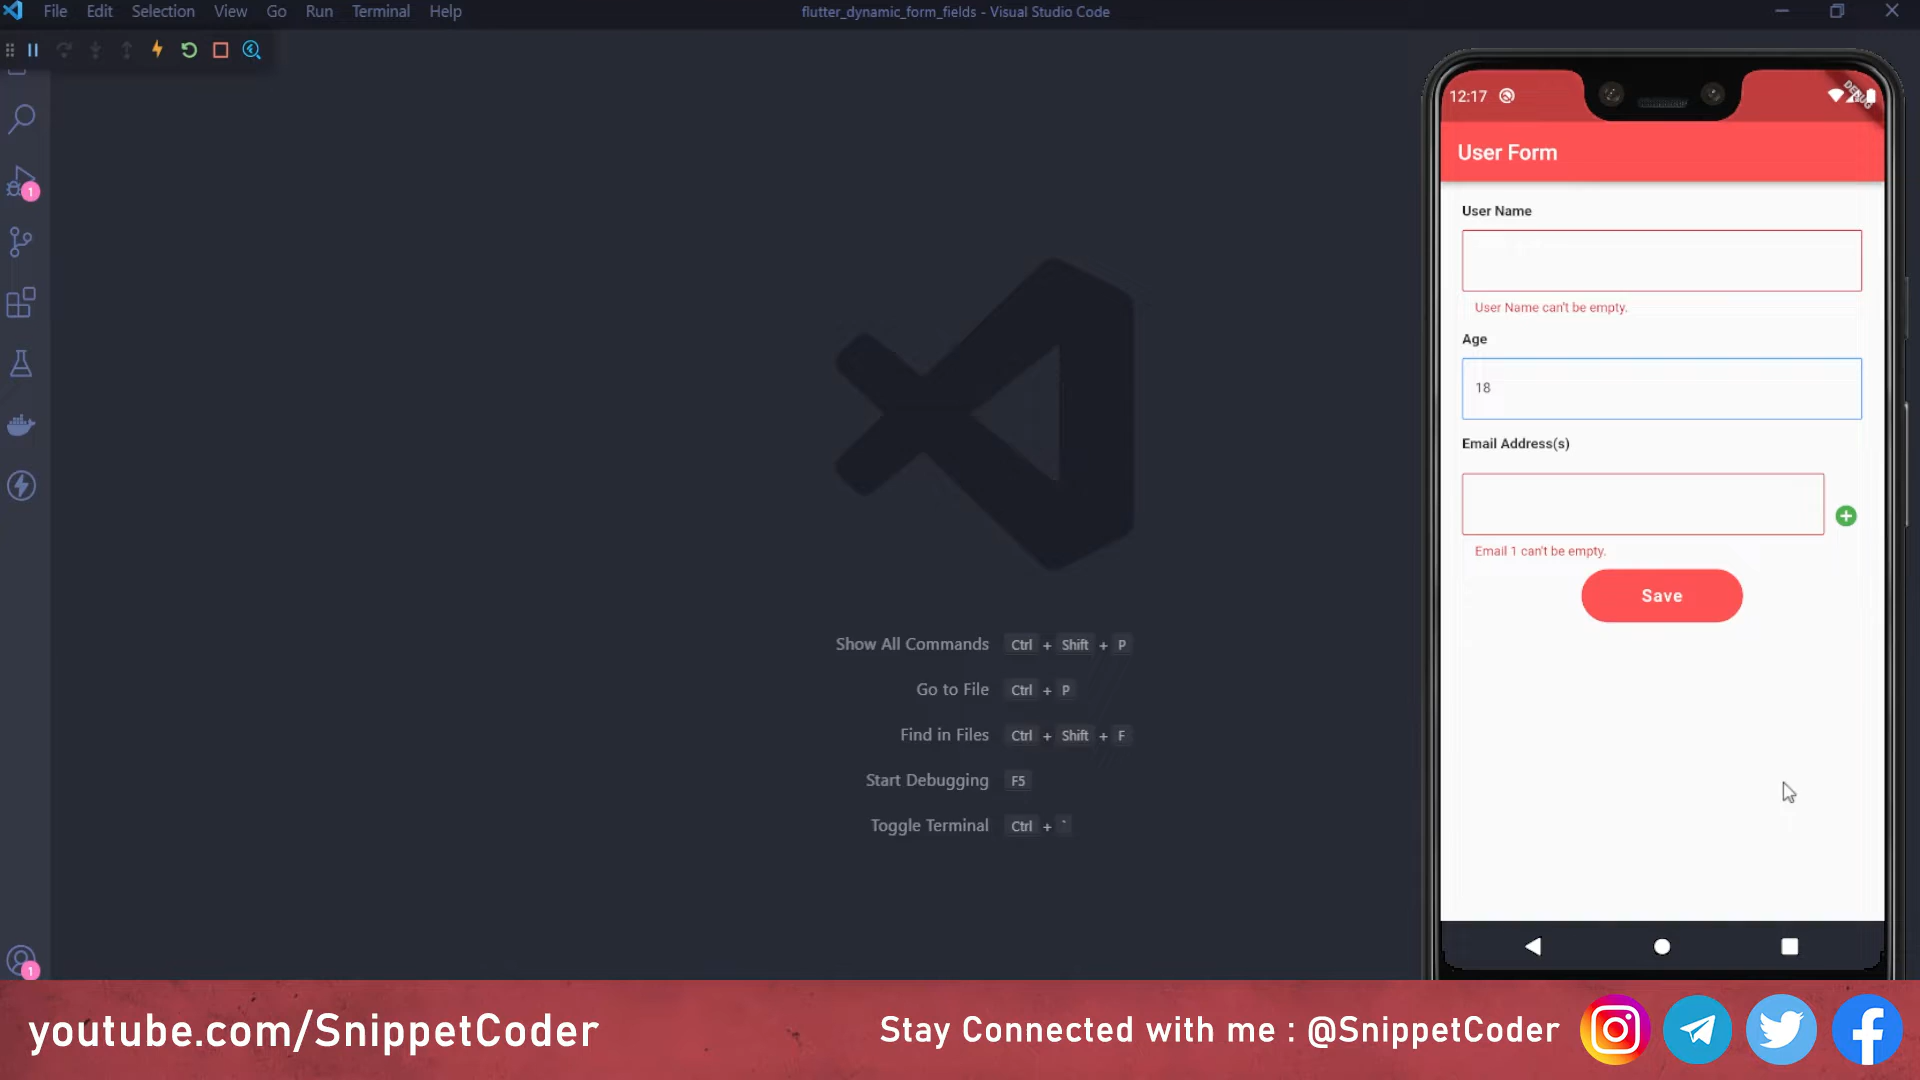 File Edit Selection View Go Run Terminal Help
flutter_dynamic_form_fields - Visual Studio Code
1
1
Show All Commands Ctrl + Shift + P
Go to File Ctrl + P
Find in Files Ctrl + Shift + F
Start Debugging F5
Toggle Terminal Ctrl + `
12:17
DEBUG
User Form
User Name
User Name can't be empty.
Age
18
Email Address(s)
Email 1 can't be empty.
Save
youtube.com/SnippetCoder
Stay Connected with me : @SnippetCoder